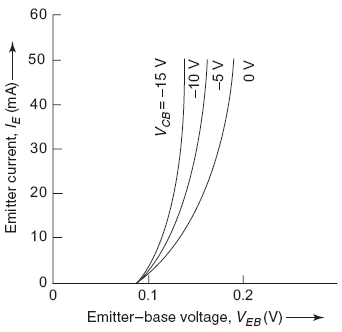 60
50
40
30
20
10
0
Emitter current, I_E (mA)
V_CB = −15 V
−10 V
−5 V
0 V
0
0.1
0.2
Emitter–base voltage, V_EB (V)